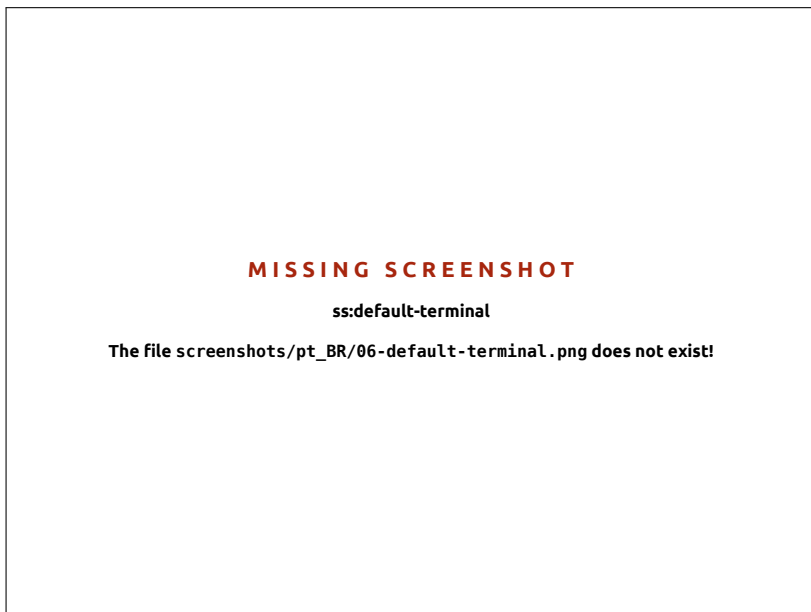 MISSING SCREENSHOT
ss:default-terminal
The file screenshots/pt_BR/06-default-terminal.png does not exist!